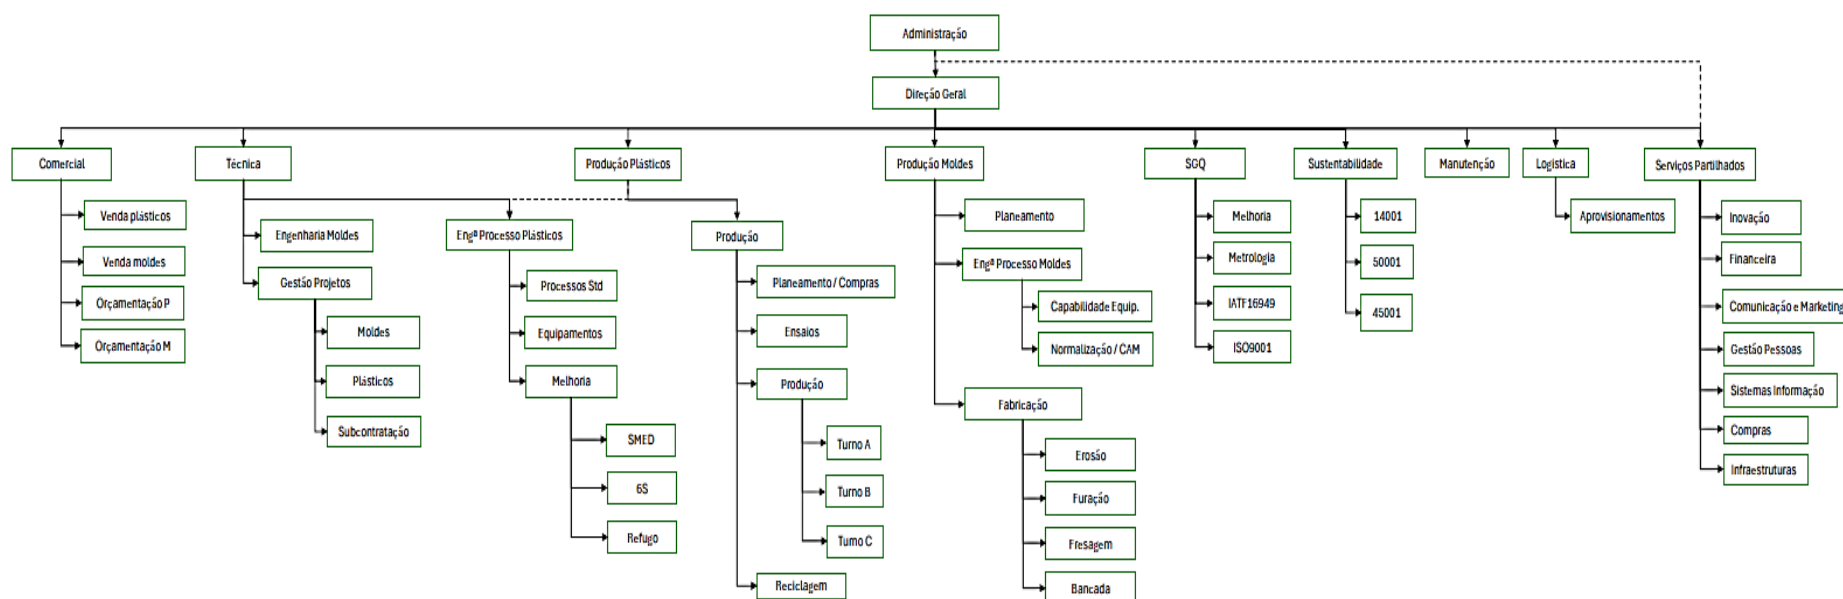 Administração
Direção Geral
Comercial
Técnica
Produção Plásticos
Produção Moldes
SGQ
Sustentabilidade
Manutenção
Logística
Serviços Partilhados
Venda plásticos
Venda moldes
Orçamentação P
Orçamentação M
Engenharia Moldes
Gestão Projetos
Moldes
Plásticos
Subcontratação
Engª Processo Plásticos
Processos Std
Equipamentos
Melhoria
SMED
6S
Refugo
Produção
Planeamento / Compras
Ensaios
Produção
Turno A
Turno B
Turno C
Reciclagem
Planeamento
Engª Processo Moldes
Capabilidade Equip.
Normalização / CAM
Fabricação
Erosão
Furação
Fresagem
Bancada
Melhoria
Metrologia
IATF16949
ISO9001
14001
50001
45001
Aprovisionamentos
Inovação
Financeira
Comunicação e Marketing
Gestão Pessoas
Sistemas Informação
Compras
Infraestruturas